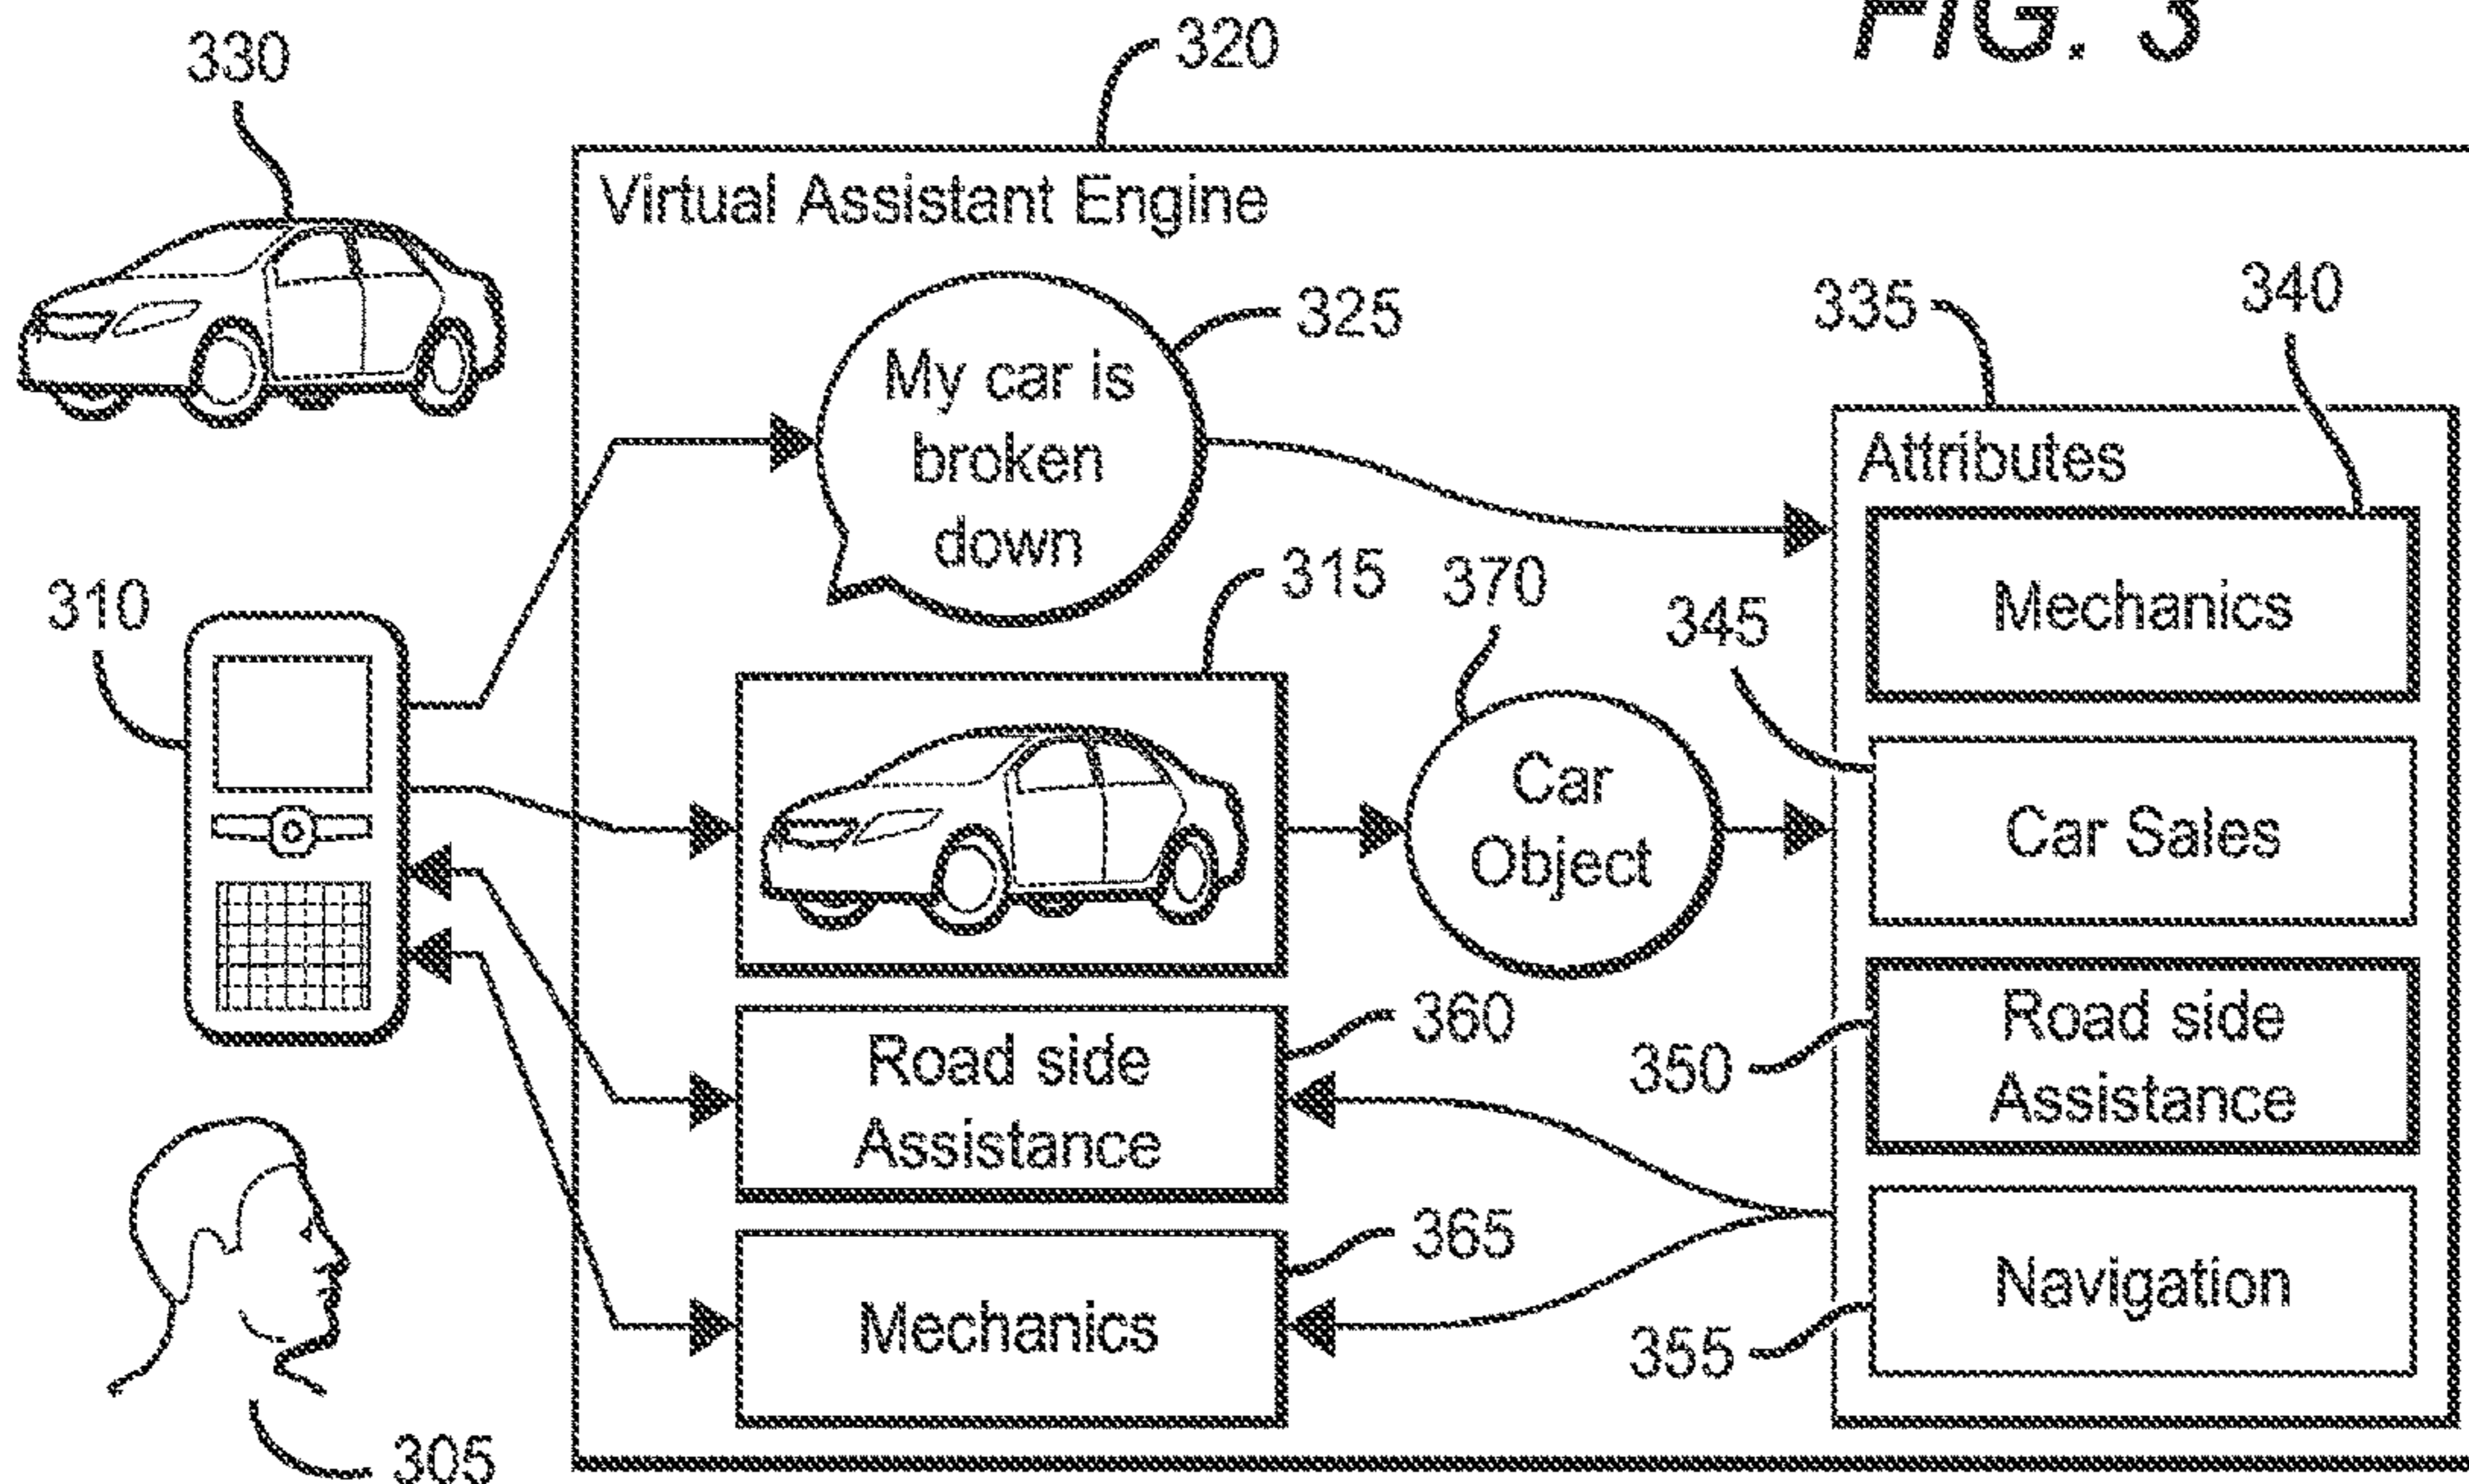 FIG. 3
330
320
Virtual Assistant Engine
325
My car is
broken
down
335
340
Attributes
Mechanics
310
315
370
345
Car
Object
Car Sales
360
Road side
Assistance
350
Road side
Assistance
365
Mechanics
355
Navigation
305